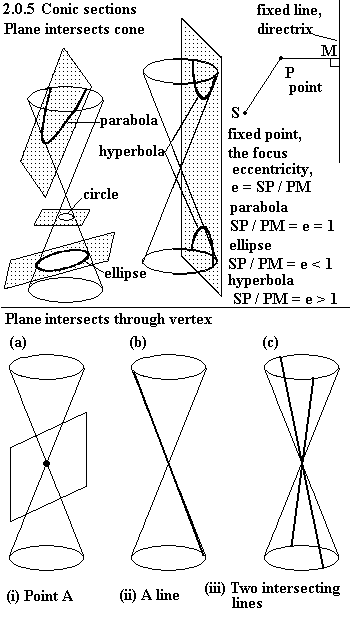 2.0.5 Conic sections
Plane intersects cone
parabola
hyperbola
circle
ellipse
fixed line,
directrix
M
P
point
S
fixed point,
the focus
eccentricity,
e = SP / PM
parabola
SP / PM = e = 1
ellipse
SP / PM = e < 1
hyperbola
SP / PM = e > 1
Plane intersects through vertex
(a)
(b)
(c)
(i) Point A
(ii) A line
(iii) Two intersecting
lines